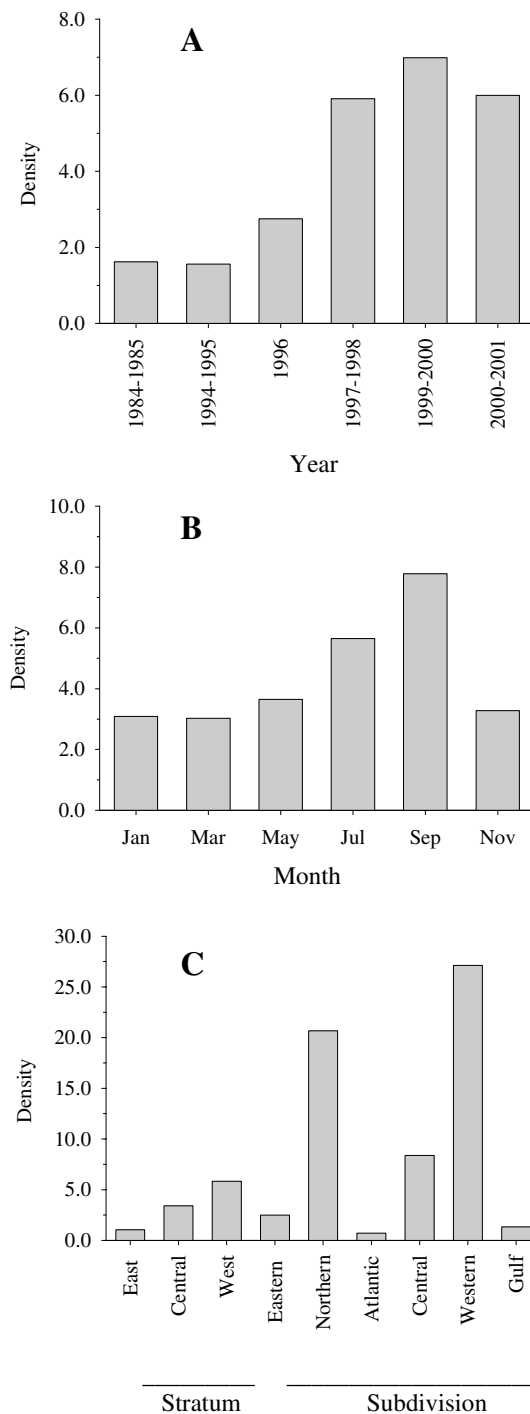 8.0
A
6.0
Density
4.0
2.0
0.0
1984-1985
1994-1995
1996
1997-1998
1999-2000
2000-2001
Year
10.0
B
8.0
6.0
Density
4.0
2.0
0.0
Jan Mar May Jul Sep Nov
Month
30.0
C
25.0
20.0
Density
15.0
10.0
5.0
0.0
East
Central
West
Eastern
Northern
Atlantic
Central
Western
Gulf
Stratum Subdivision